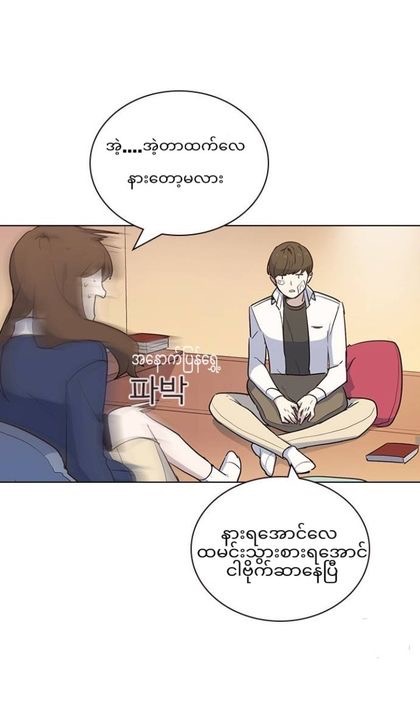 အဲ့....အဲ့တာထက်လေ
နားတော့မလား
အနောက်ပြန်ရွှေ့
파박
နားရအောင်လေ
ထမင်းသွားစားရအောင်
ငါဗိုက်ဆာနေပြီ